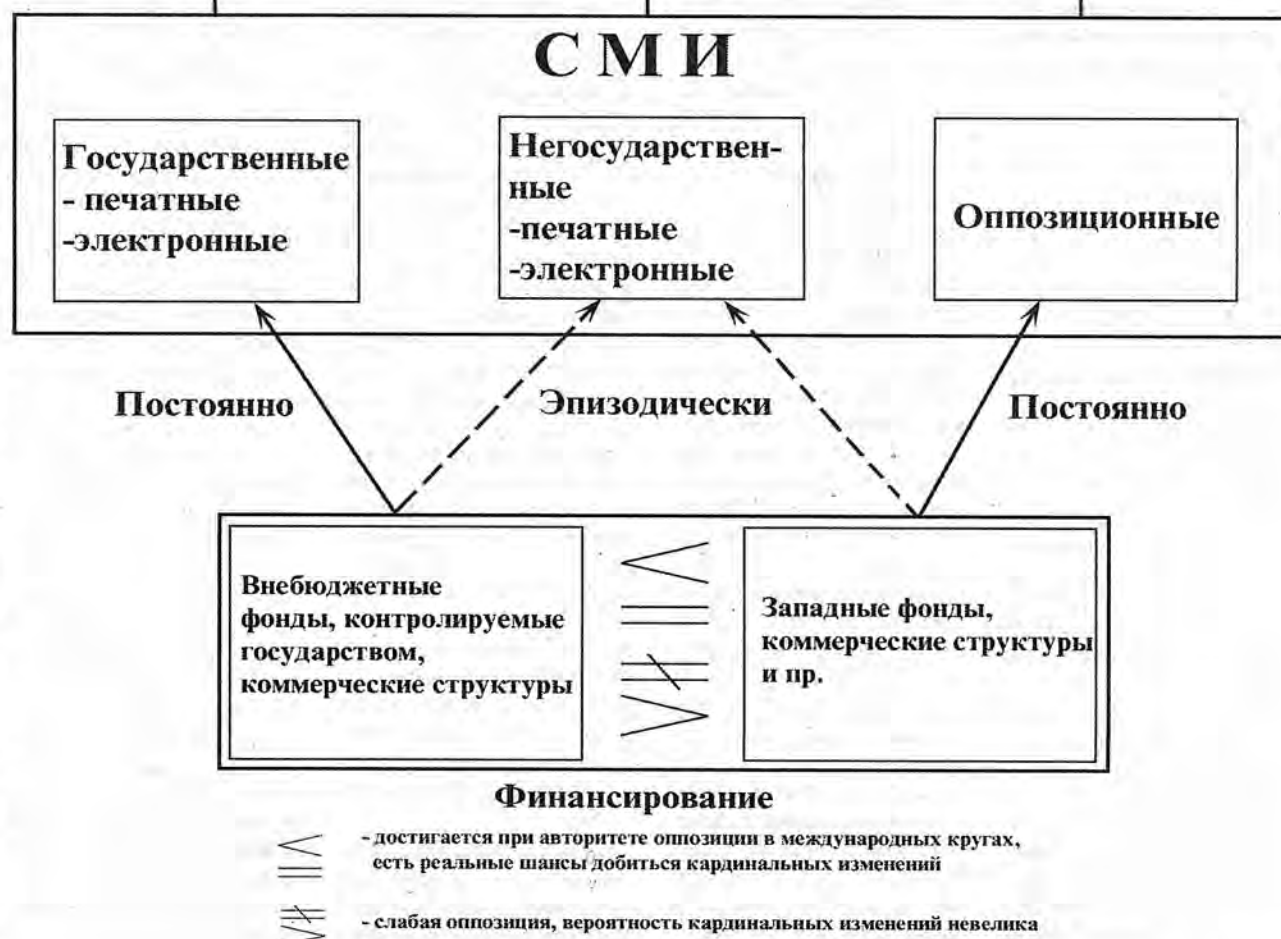 СМИ
Государственные
- печатные
-электронные
Негосударствен-
ные
-печатные
-электронные
Оппозиционные
Постоянно
Эпизодически
Постоянно
Внебюджетные
фонды, контролируемые
государством,
коммерческие структуры
<
=
≠
>
Западные фонды,
коммерческие структуры
и пр.
Финансирование
< - достигается при авторитете оппозиции в международных кругах,
= есть реальные шансы добиться кардинальных изменений
≠ - слабая оппозиция, вероятность кардинальных изменений невелика
>